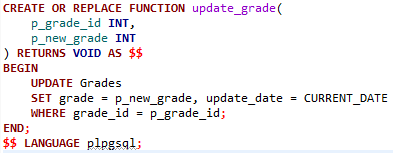 CREATE OR REPLACE FUNCTION update_grade(
    p_grade_id INT,
    p_new_grade INT
) RETURNS VOID AS $$
BEGIN
    UPDATE Grades
    SET grade = p_new_grade, update_date = CURRENT_DATE
    WHERE grade_id = p_grade_id;
END;
$$ LANGUAGE plpgsql;